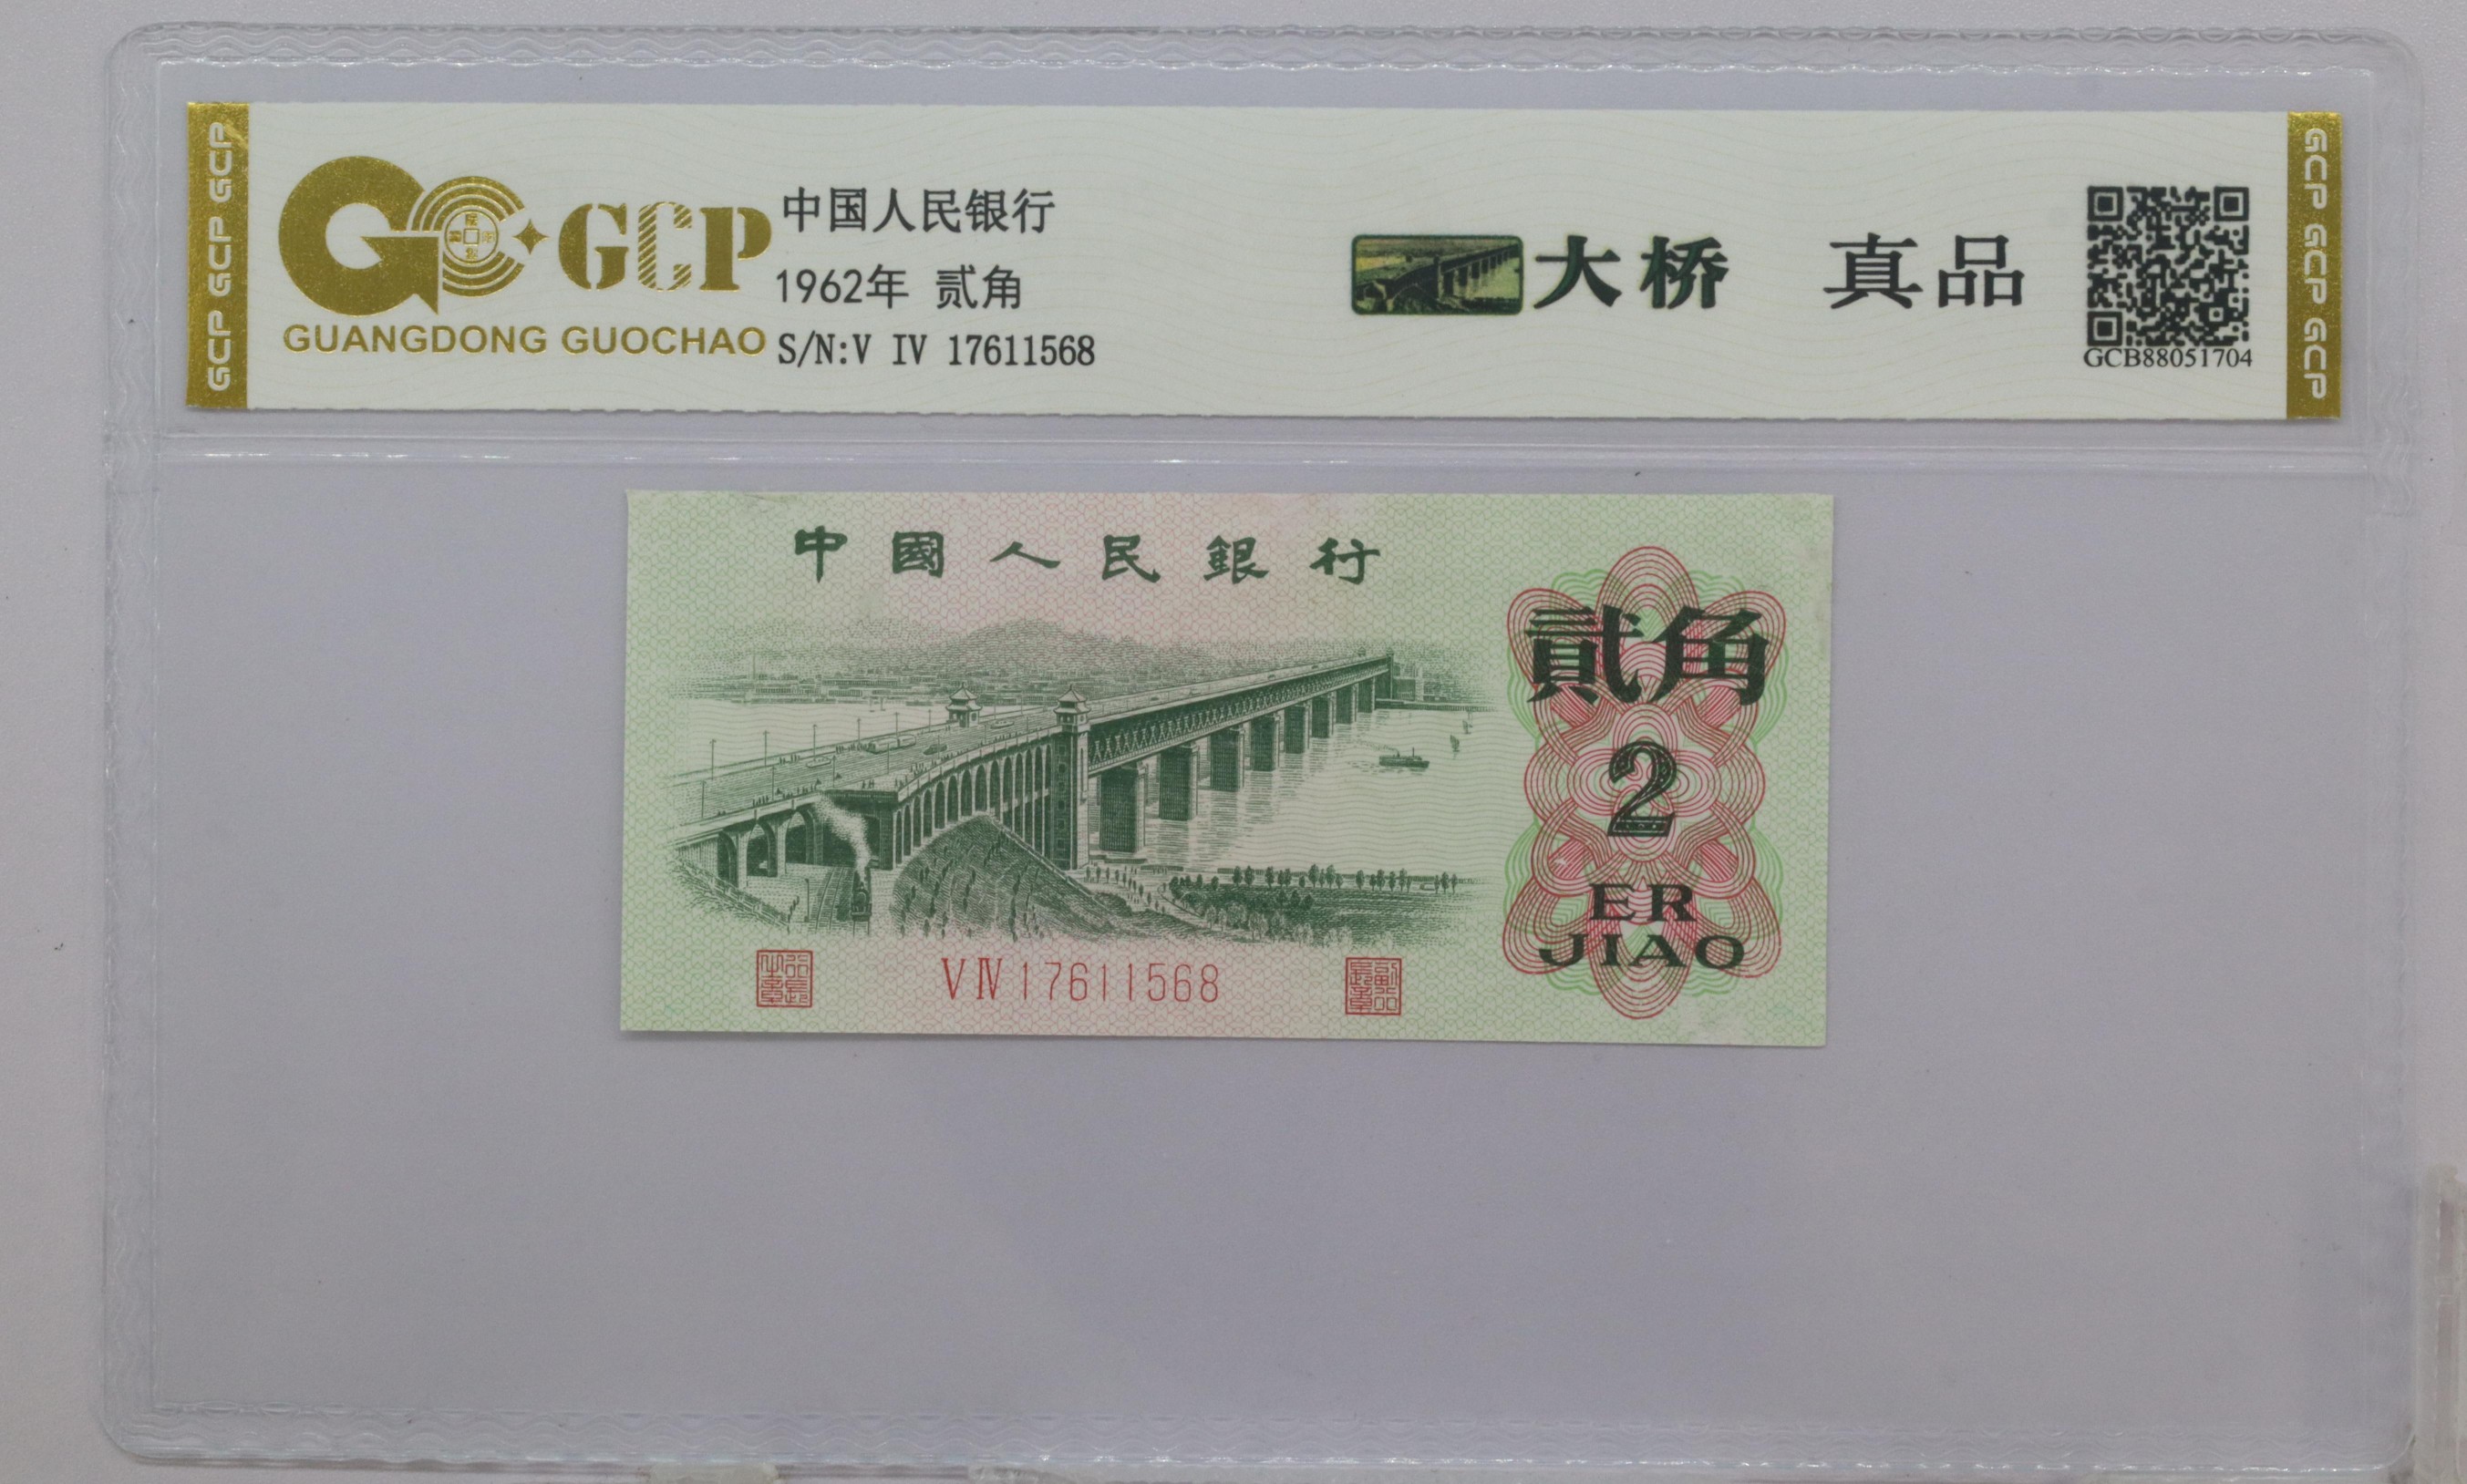 GCP GCP GCP
GCP
GUANGDONG GUOCHAO
中国人民银行
1962年 贰角
S/N:V IV 17611568
大桥 真品
GCB88051704
GCP GCP GCP
中國人民銀行
貳角
2
ER
JIAO
V IV 17611568